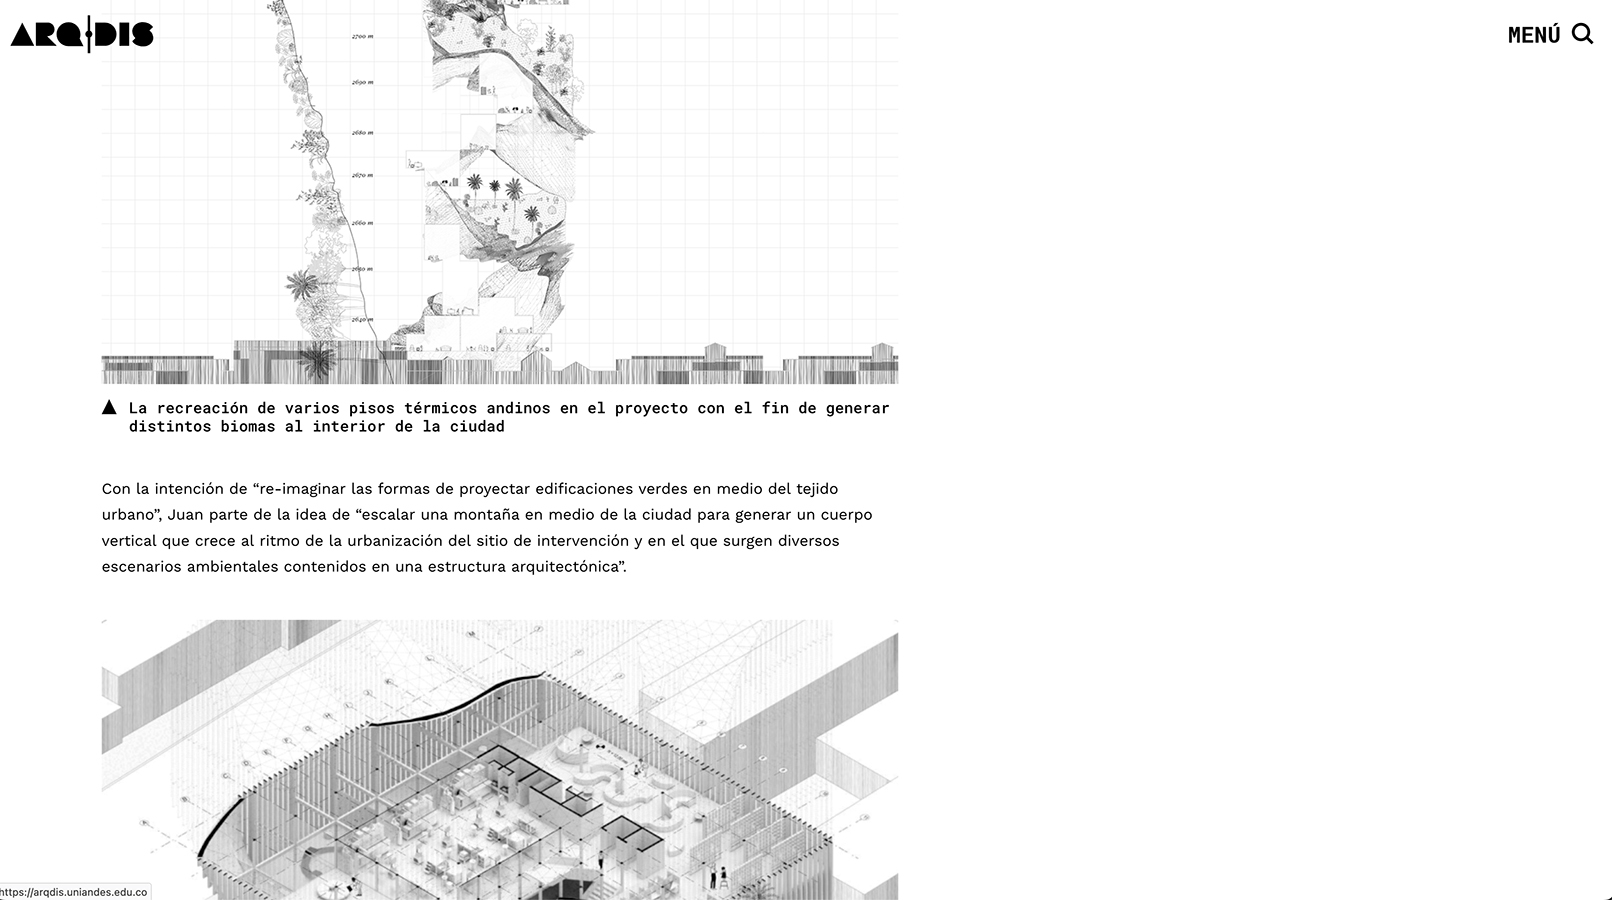 ARQDIS
MENÚ
2700 m
2690 m
2680 m
2670 m
2660 m
2650 m
2640 m
La recreación de varios pisos térmicos andinos en el proyecto con el fin de generar
distintos biomas al interior de la ciudad
Con la intención de “re-imaginar las formas de proyectar edificaciones verdes en medio del tejido
urbano”, Juan parte de la idea de “escalar una montaña en medio de la ciudad para generar un cuerpo
vertical que crece al ritmo de la urbanización del sitio de intervención y en el que surgen diversos
escenarios ambientales contenidos en una estructura arquitectónica”.
https://arqdis.uniandes.edu.co